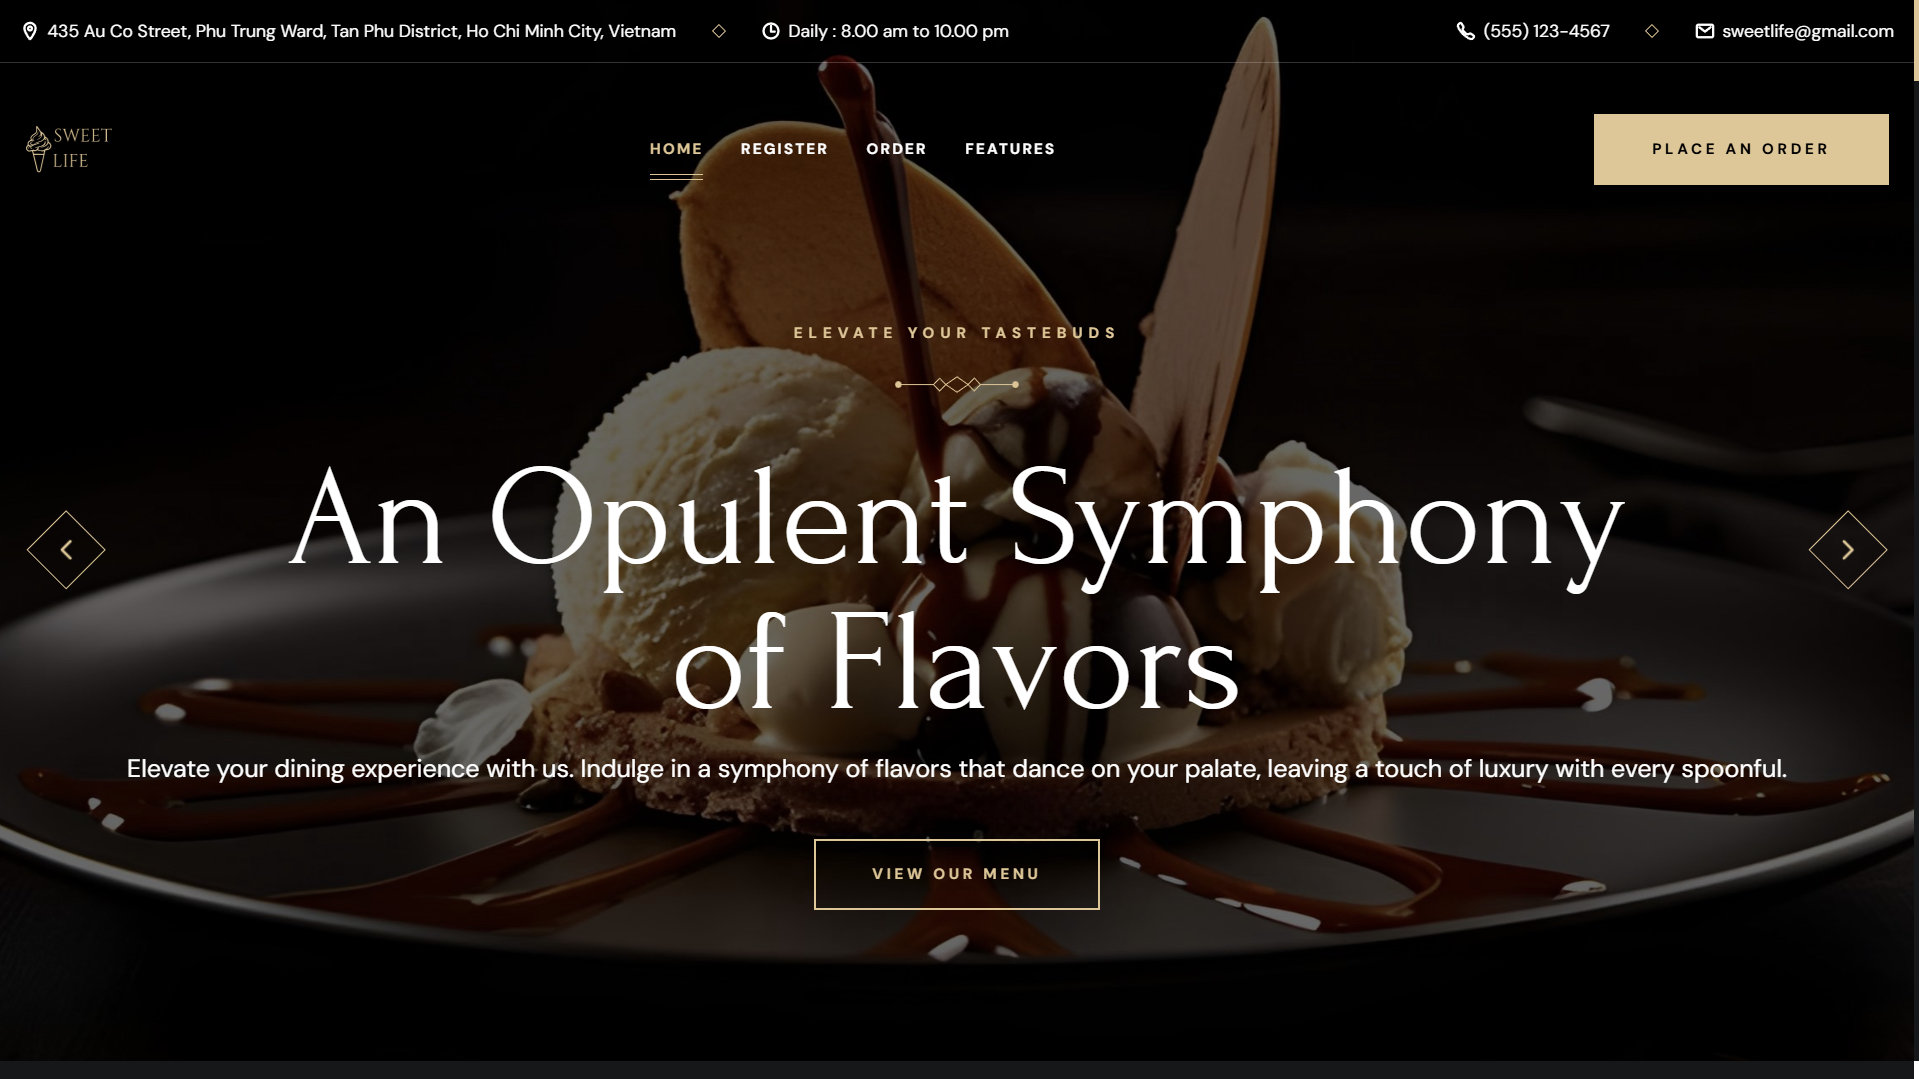 435 Au Co Street, Phu Trung Ward, Tan Phu District, Ho Chi Minh City, Vietnam
Daily : 8.00 am to 10.00 pm
(555) 123-4567
sweetlife@gmail.com
SWEET
LIFE
HOME
REGISTER
ORDER
FEATURES
PLACE AN ORDER
ELEVATE YOUR TASTEBUDS
An Opulent Symphony
of Flavors
Elevate your dining experience with us. Indulge in a symphony of flavors that dance on your palate, leaving a touch of luxury with every spoonful.
VIEW OUR MENU